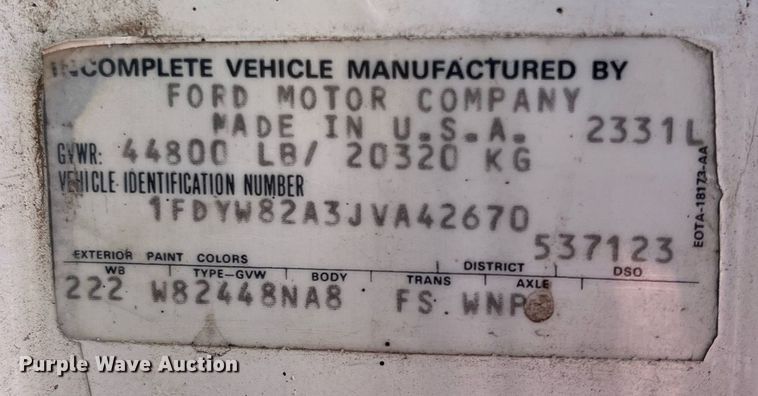 INCOMPLETE VEHICLE MANUFACTURED BY
FORD MOTOR COMPANY
MADE IN U.S.A. 2331L
GVWR: 44800 LB/ 20320 KG
VEHICLE IDENTIFICATION NUMBER
1FDYW82A3JVA42670
EOTA-18173-AA
537123
EXTERIOR PAINT COLORS DISTRICT DSO
WB TYPE-GVW BODY TRANS AXLE
222 W82448NA8 FS WNP
Purple Wave Auction